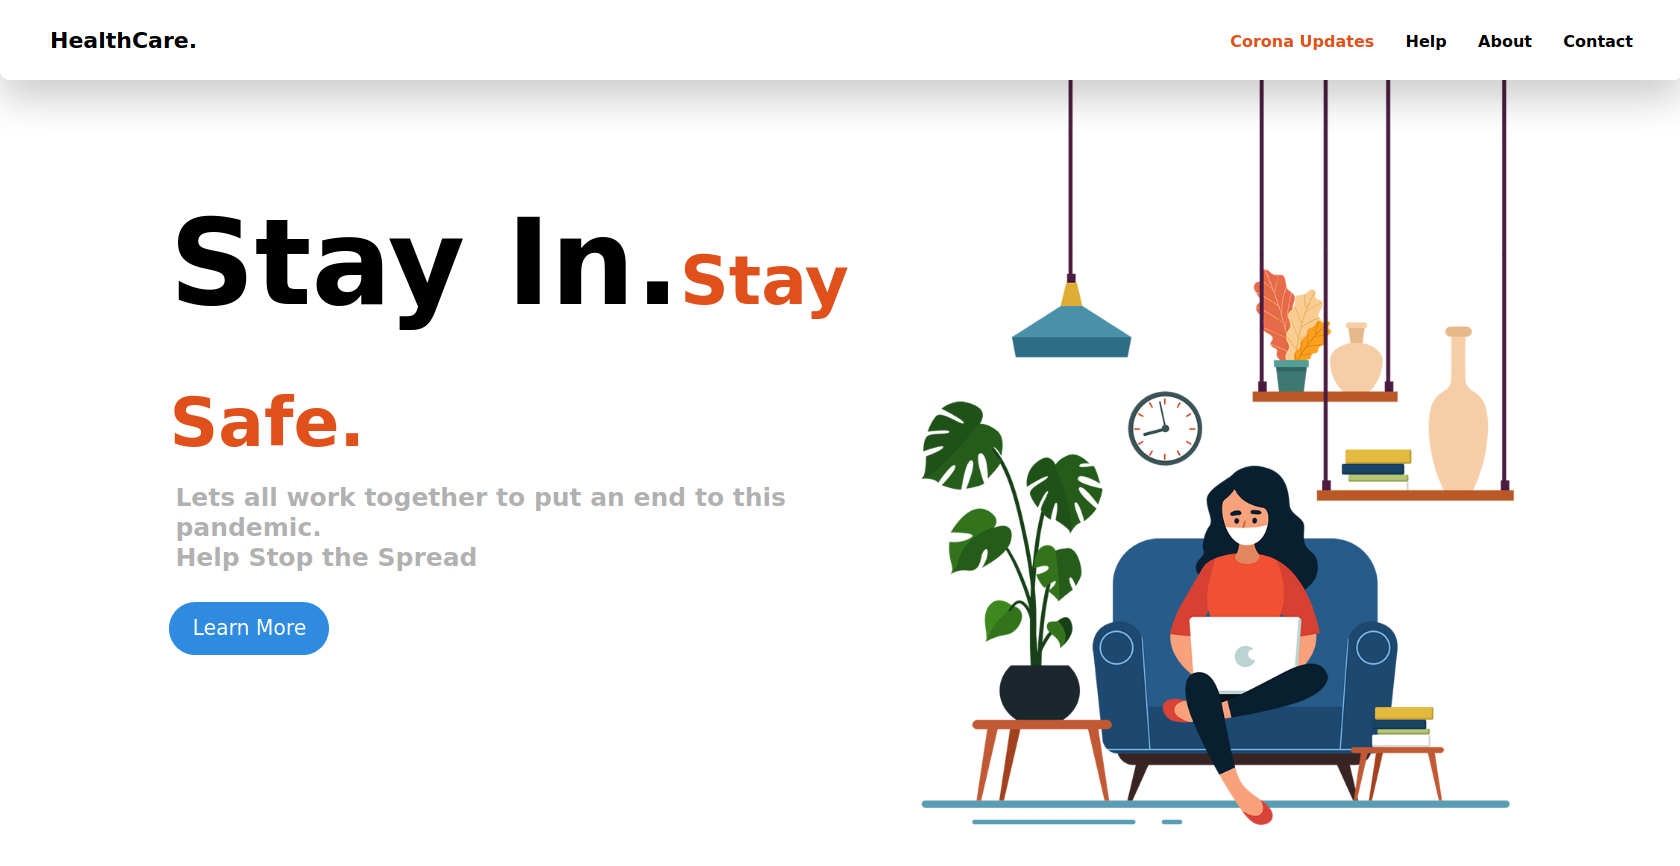 HealthCare.
Corona Updates Help About Contact
Stay In.Stay
Safe.
Lets all work together to put an end to this
pandemic.
Help Stop the Spread
Learn More